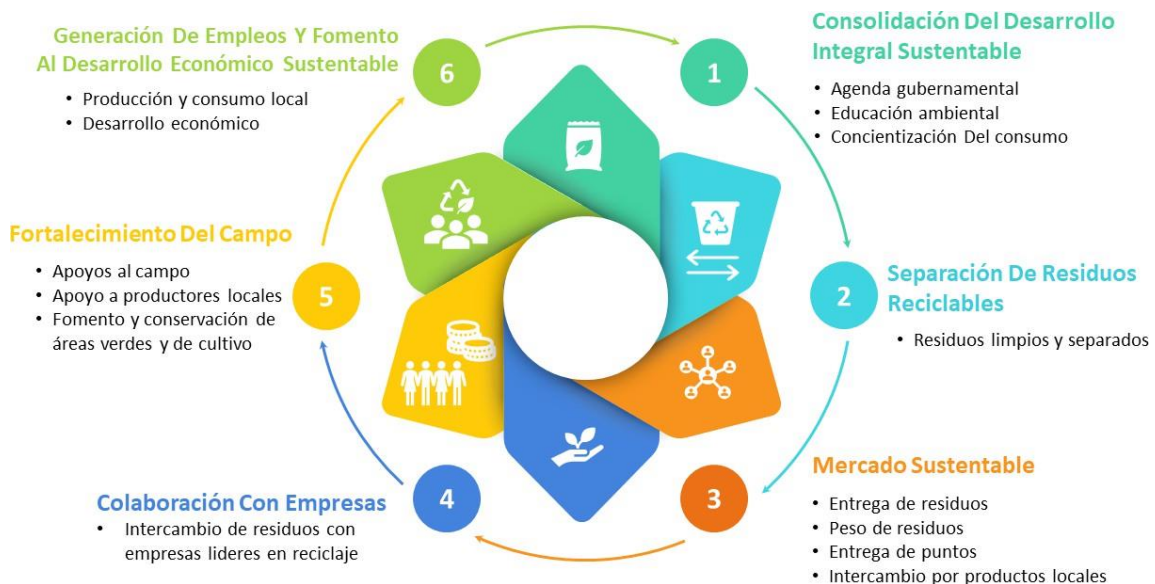 1
Consolidación Del Desarrollo
Integral Sustentable
• Agenda gubernamental
• Educación ambiental
• Concientización Del consumo
2
Separación De Residuos
Reciclables
• Residuos limpios y separados
3
Mercado Sustentable
• Entrega de residuos
• Peso de residuos
• Entrega de puntos
• Intercambio por productos locales
4
Colaboración Con Empresas
• Intercambio de residuos con
empresas lideres en reciclaje
5
Fortalecimiento Del Campo
• Apoyos al campo
• Apoyo a productores locales
• Fomento y conservación de
áreas verdes y de cultivo
6
Generación De Empleos Y Fomento
Al Desarrollo Económico Sustentable
• Producción y consumo local
• Desarrollo económico